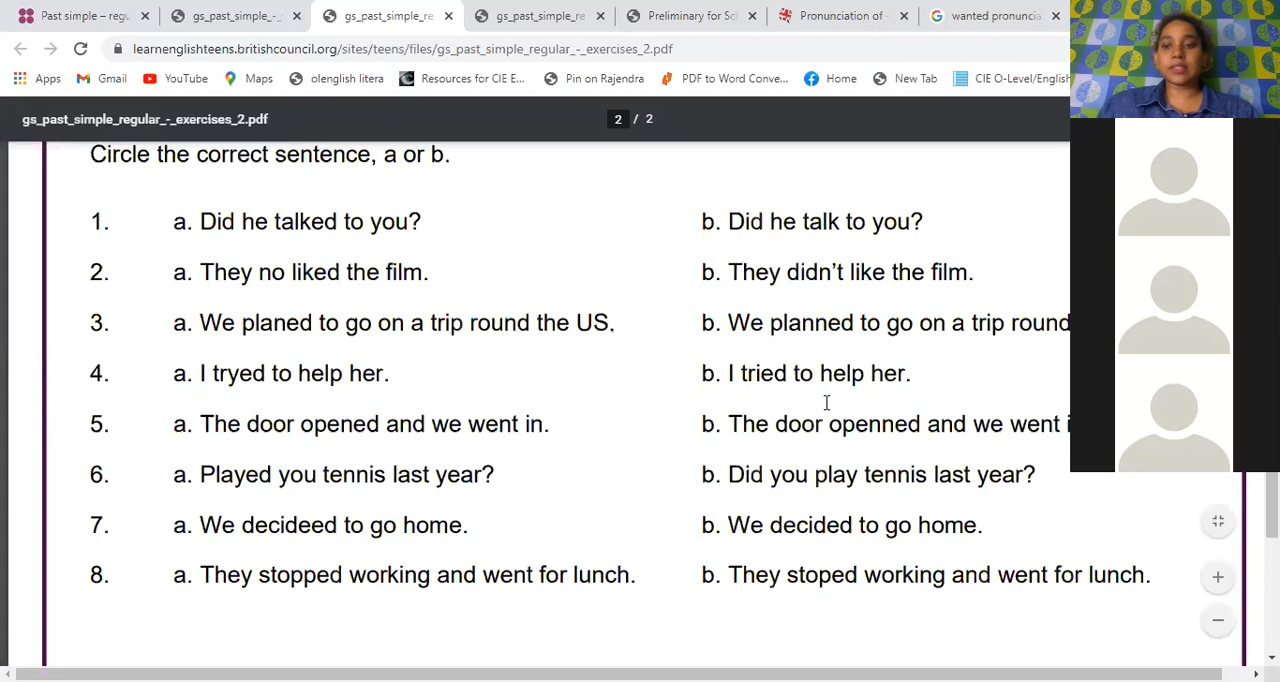 Past simple – regu
gs_past_simple_-_
gs_past_simple_re
gs_past_simple_re
Preliminary for Sc
Pronunciation of
wanted pronuncia
learnenglishteens.britishcouncil.org/sites/teens/files/gs_past_simple_regular_-_exercises_2.pdf
Apps Gmail YouTube Maps olenglish litera Resources for CIE E... Pin on Rajendra PDF to Word Conve... Home New Tab CIE O-Level/English
gs_past_simple_regular_-_exercises_2.pdf 2 / 2
Circle the correct sentence, a or b.
1. a. Did he talked to you? b. Did he talk to you?
2. a. They no liked the film. b. They didn’t like the film.
3. a. We planed to go on a trip round the US. b. We planned to go on a trip round
4. a. I tryed to help her. b. I tried to help her.
5. a. The door opened and we went in. b. The door openned and we went i
6. a. Played you tennis last year? b. Did you play tennis last year?
7. a. We decideed to go home. b. We decided to go home.
8. a. They stopped working and went for lunch. b. They stoped working and went for lunch.